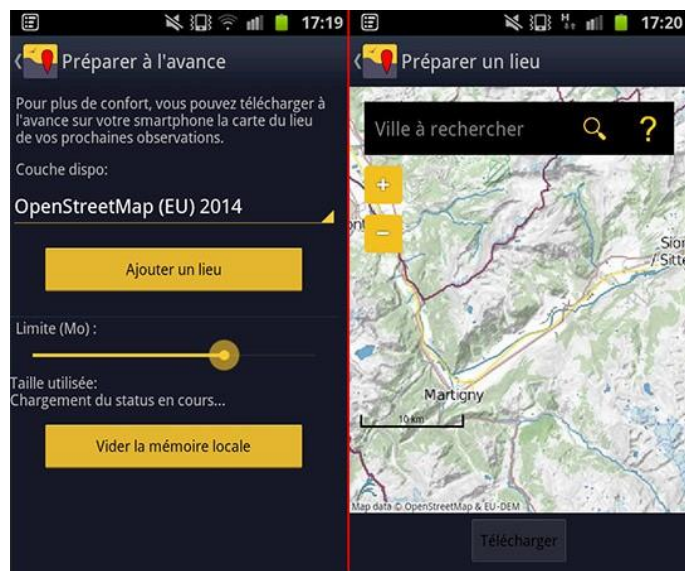 17:19
Préparer à l'avance
Pour plus de confort, vous pouvez télécharger à
l'avance sur votre smartphone la carte du lieu
de vos prochaines observations.
Couche dispo:
OpenStreetMap (EU) 2014
Ajouter un lieu
Limite (Mo) :
Taille utilisée:
Chargement du status en cours...
Vider la mémoire locale
H 17:20
Préparer un lieu
Ville à rechercher ?
+
−
Sion
/ Sitte
Martigny
10 km
Map data © OpenStreetMap & EU-DEM
Télécharger